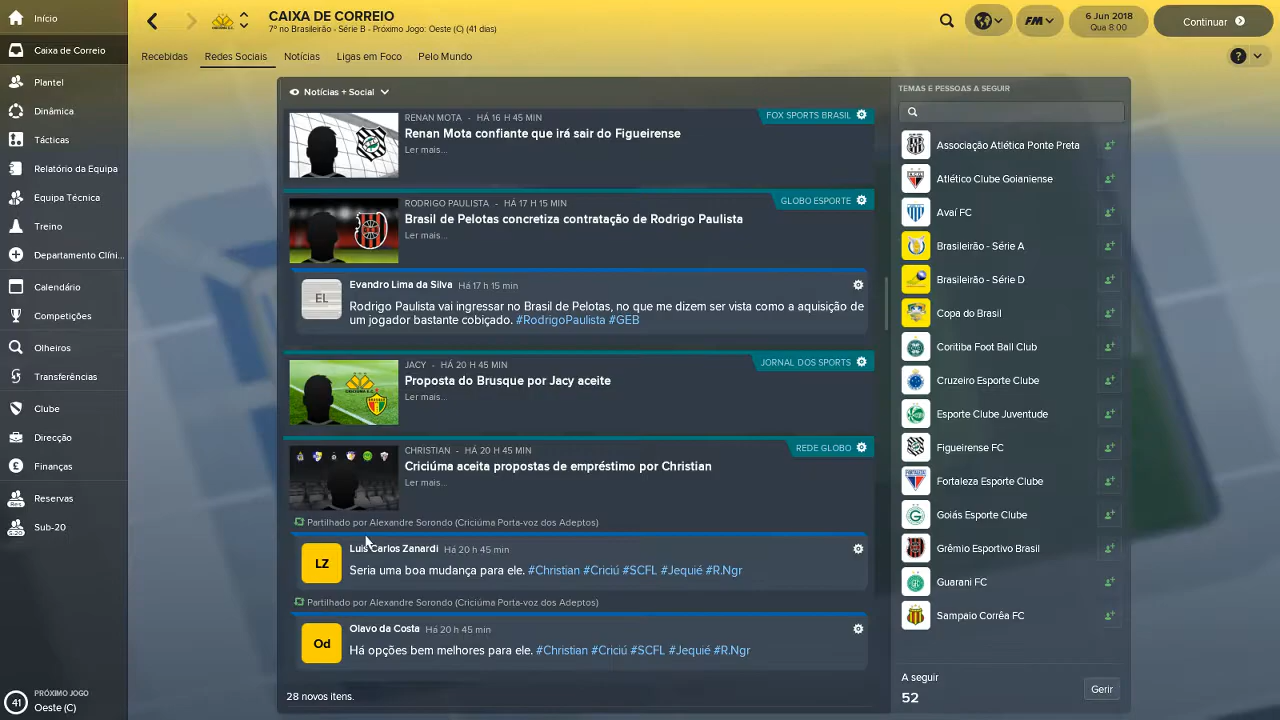 Início
Caixa de Correio
Plantel
Dinâmica
Tácticas
Relatório da Equipa
Equipa Técnica
Treino
Departamento Clíni...
Calendário
Competições
Olheiros
Transferências
Clube
Direcção
Finanças
Reservas
Sub-20
41
PRÓXIMO JOGO
Oeste (C)
CAIXA DE CORREIO
7º no Brasileirão - Série B - Próximo Jogo: Oeste (C) (41 dias)
FM
6 Jun 2018
Qua 8:00
Continuar
Recebidas
Redes Sociais
Notícias
Ligas em Foco
Pelo Mundo
?
Notícias + Social
RENAN MOTA - HÁ 16 H 45 MIN
FOX SPORTS BRASIL
Renan Mota confiante que irá sair do Figueirense
Ler mais...
RODRIGO PAULISTA - HÁ 17 H 15 MIN
GLOBO ESPORTE
Brasil de Pelotas concretiza contratação de Rodrigo Paulista
Ler mais...
EL
Evandro Lima da Silva Há 17 h 15 min
Rodrigo Paulista vai ingressar no Brasil de Pelotas, no que me dizem ser vista como a aquisição de
um jogador bastante cobiçado. #RodrigoPaulista #GEB
JACY - HÁ 20 H 45 MIN
JORNAL DOS SPORTS
Proposta do Brusque por Jacy aceite
Ler mais...
CHRISTIAN - HÁ 20 H 45 MIN
REDE GLOBO
Criciúma aceita propostas de empréstimo por Christian
Ler mais...
Partilhado por Alexandre Sorondo (Criciúma Porta-voz dos Adeptos)
LZ
Luis Carlos Zanardi Há 20 h 45 min
Seria uma boa mudança para ele. #Christian #Criciú #SCFL #Jequié #R.Ngr
Partilhado por Alexandre Sorondo (Criciúma Porta-voz dos Adeptos)
Od
Olavo da Costa Há 20 h 45 min
Há opções bem melhores para ele. #Christian #Criciú #SCFL #Jequié #R.Ngr
28 novos itens.
TEMAS E PESSOAS A SEGUIR
Associação Atlética Ponte Preta
Atlético Clube Goianiense
Avaí FC
Brasileirão - Série A
Brasileirão - Série D
Copa do Brasil
Coritiba Foot Ball Club
Cruzeiro Esporte Clube
Esporte Clube Juventude
Figueirense FC
Fortaleza Esporte Clube
Goiás Esporte Clube
Grêmio Esportivo Brasil
Guarani FC
Sampaio Corrêa FC
A seguir
52
Gerir